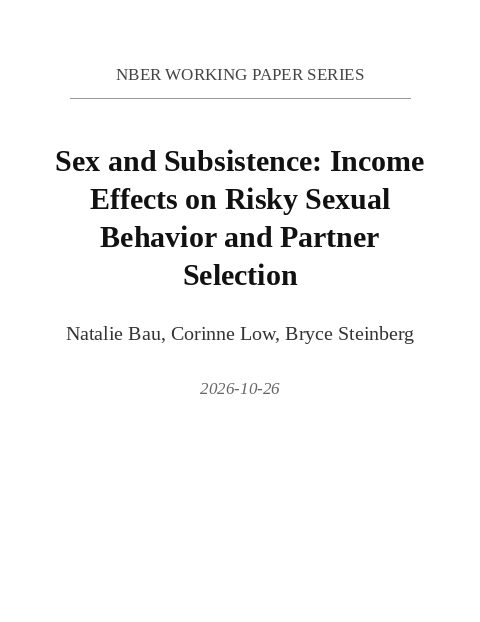 NBER WORKING PAPER SERIES
Sex and Subsistence: Income
Effects on Risky Sexual
Behavior and Partner
Selection
Natalie Bau, Corinne Low, Bryce Steinberg
2026-10-26